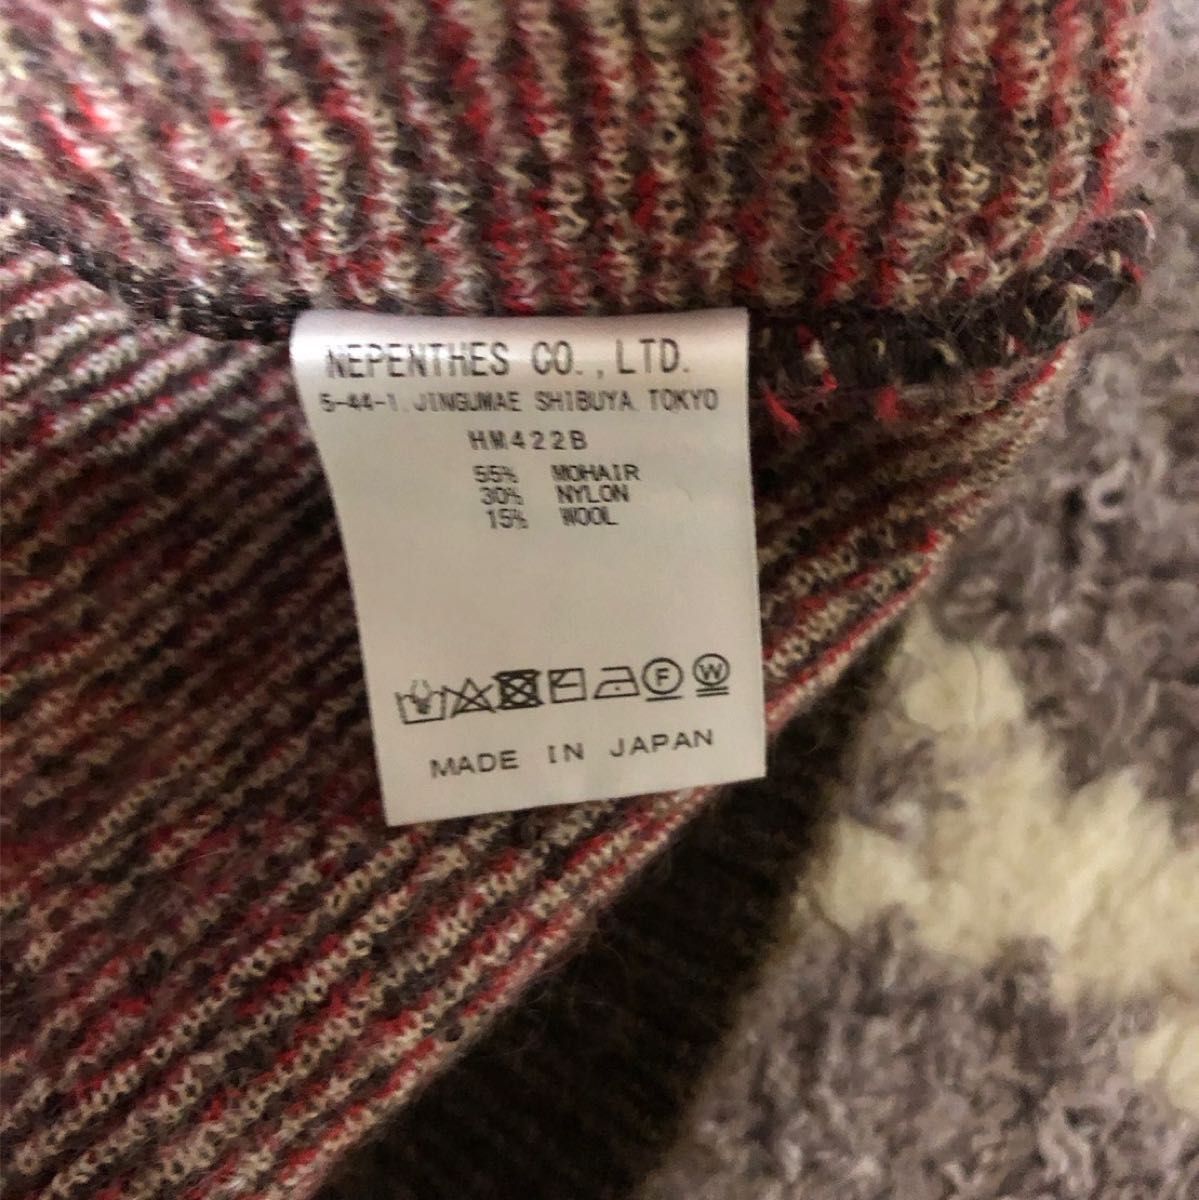 NEPENTHES CO., LTD.
5-44-1. JINGUMAE SHIBUYA TOKYO
HM422B
55% MOHAIR
30% NYLON
15% WOOL
F W
MADE IN JAPAN